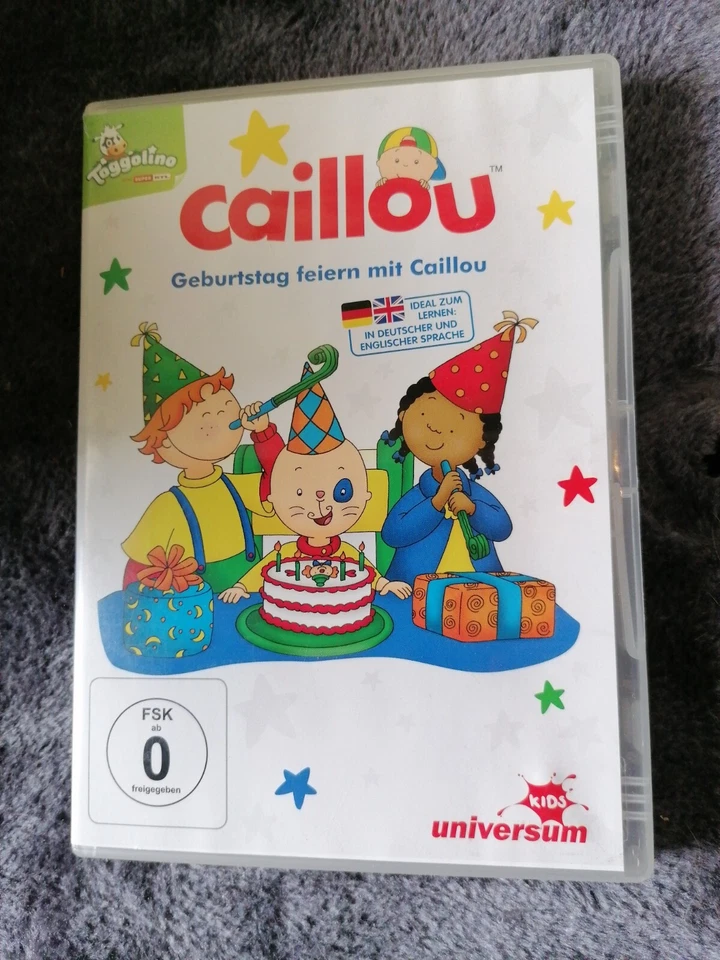 Toggolino
caillou™
Geburtstag feiern mit Caillou
IDEAL ZUM
LERNEN:
IN DEUTSCHER UND
ENGLISCHER SPRACHE
FSK
ab
0
freigegeben
KIDS
universum